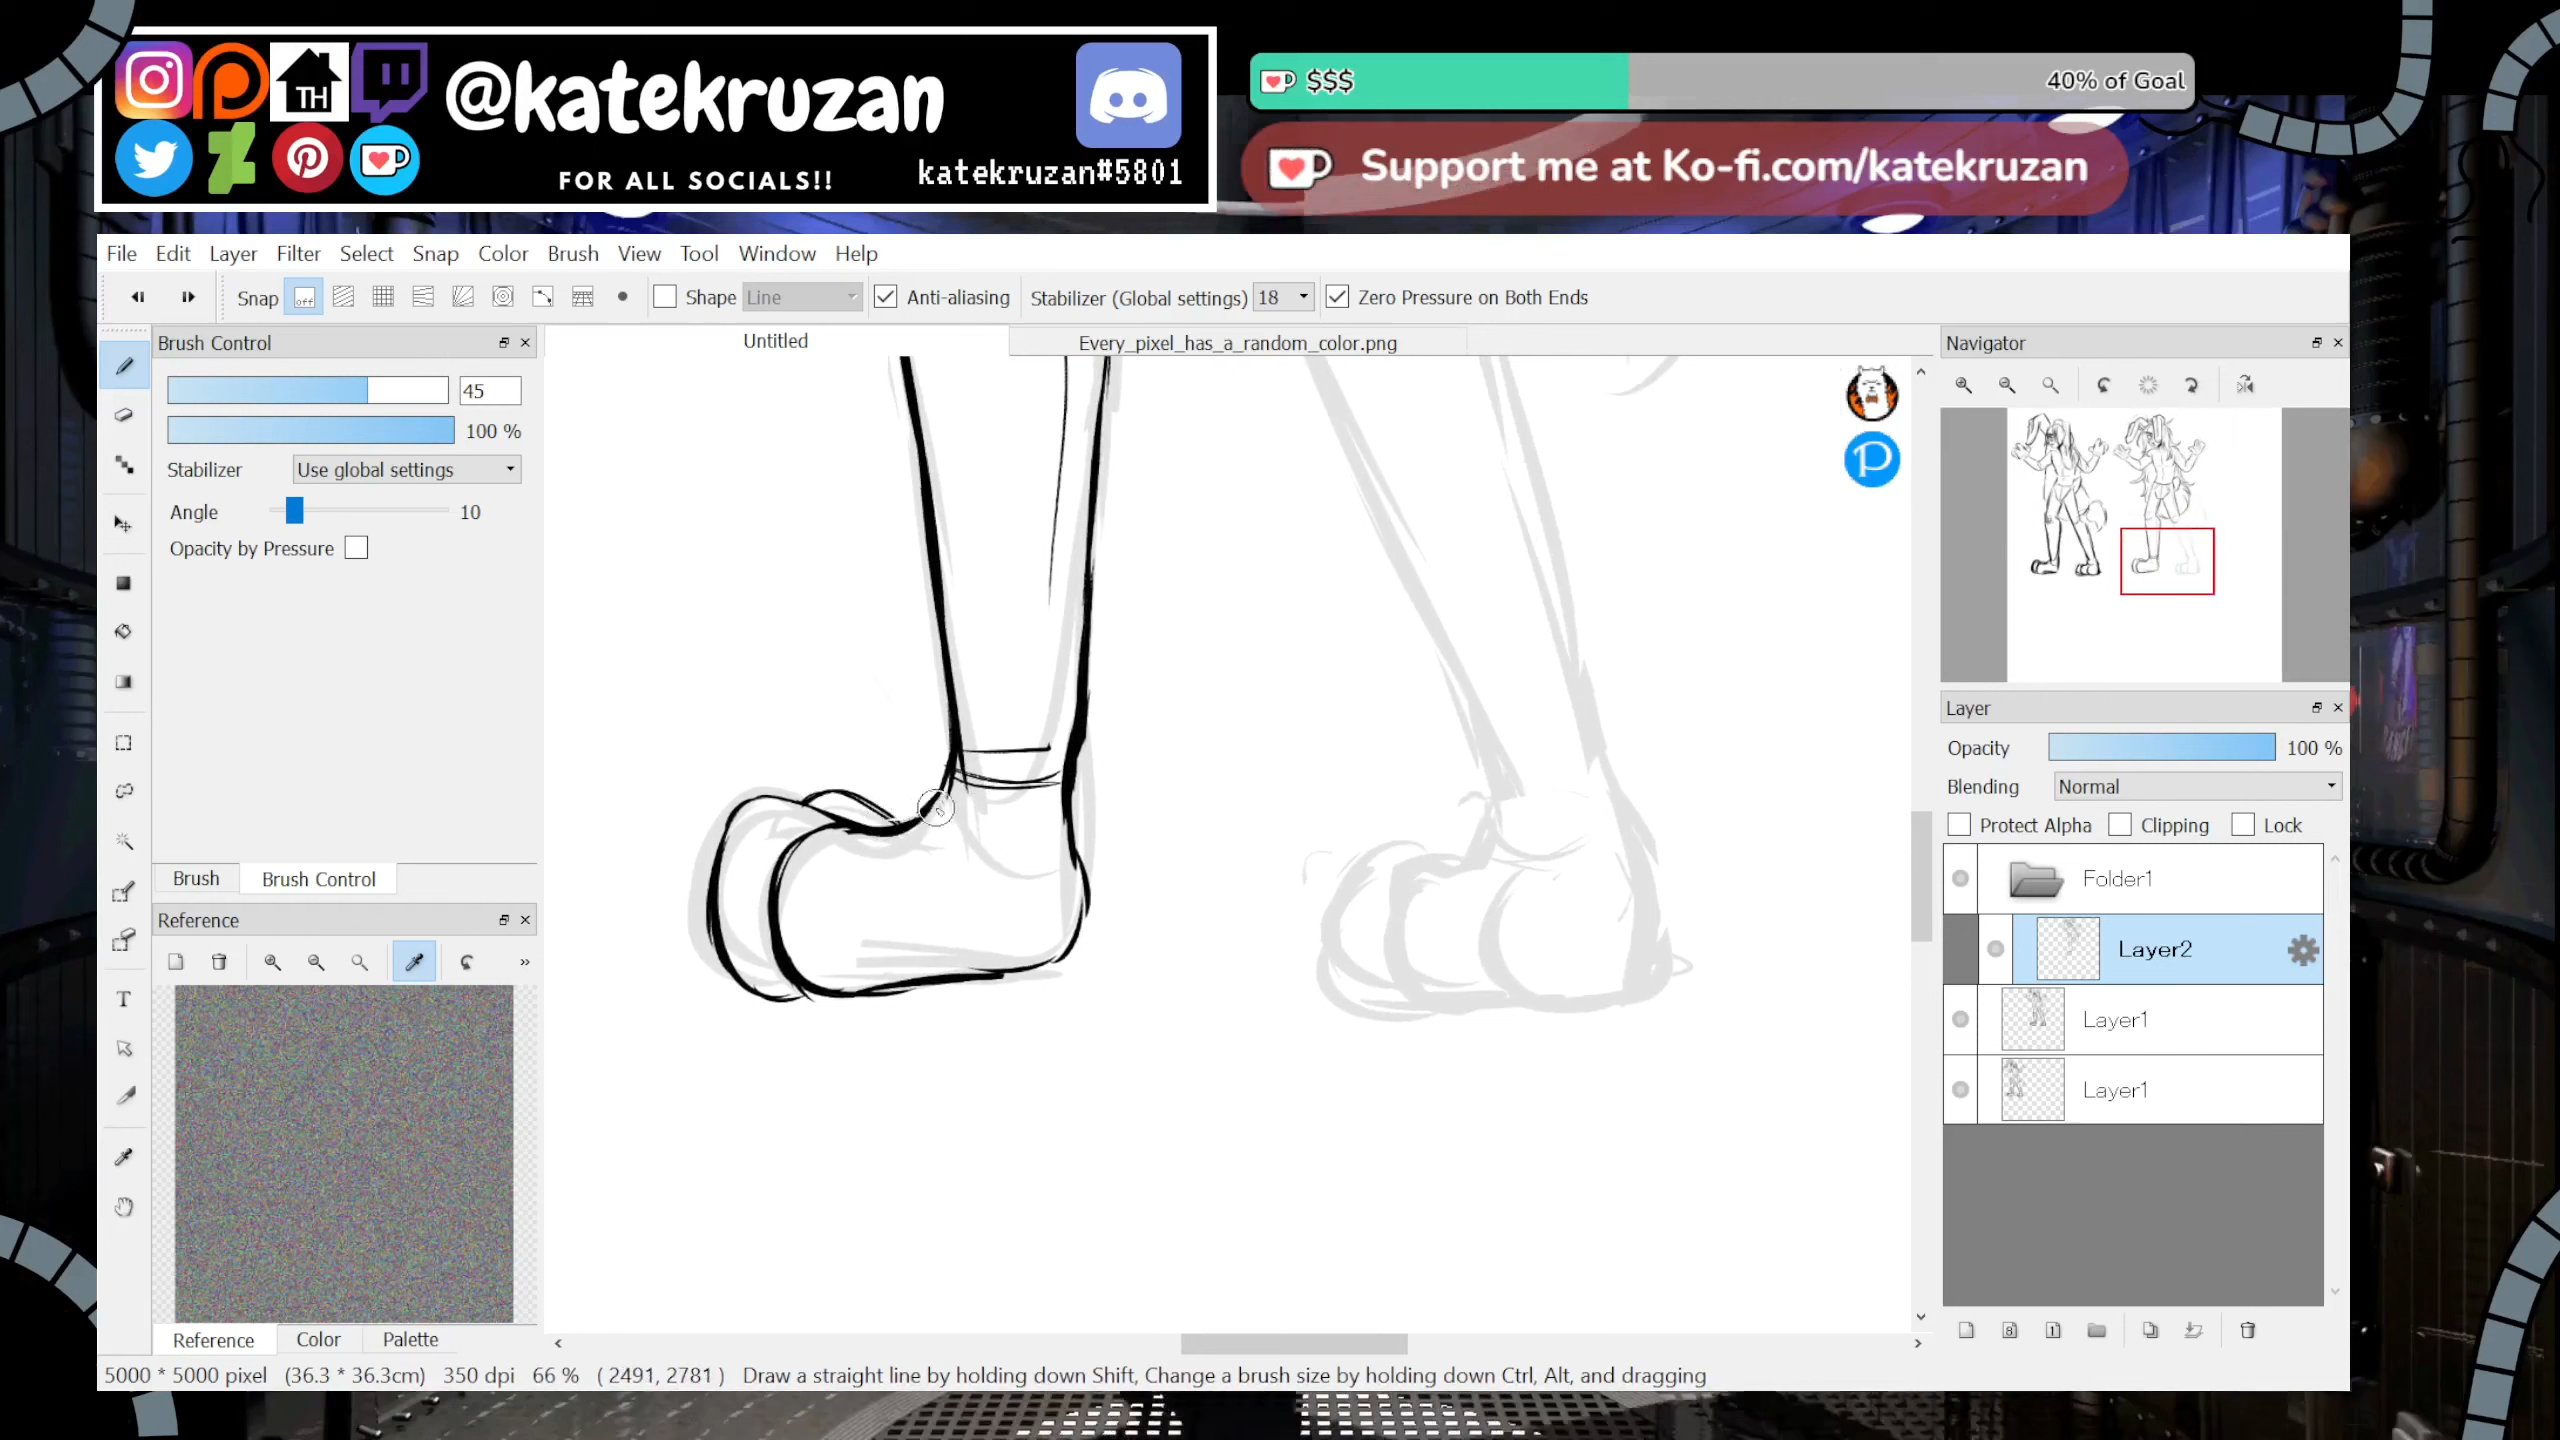 TH
@katekruzan
FOR ALL SOCIALS!!
katekruzan#5801
$$$
40% of Goal
Support me at Ko-fi.com/katekruzan
File Edit Layer Filter Select Snap Color Brush View Tool Window Help
Snap off Shape Line Anti-aliasing Stabilizer (Global settings) 18 Zero Pressure on Both Ends
Brush Control
Untitled
Every_pixel_has_a_random_color.png
Navigator
45
100 %
Stabilizer Use global settings
Angle 10
Opacity by Pressure
P
Layer
Opacity 100 %
Blending Normal
Protect Alpha Clipping Lock
Folder1
Layer2
Layer1
Layer1
Brush Brush Control
Reference
»
T
8
1
Reference Color Palette
5000 * 5000 pixel (36.3 * 36.3cm) 350 dpi 66 % ( 2491, 2781 ) Draw a straight line by holding down Shift, Change a brush size by holding down Ctrl, Alt, and dragging